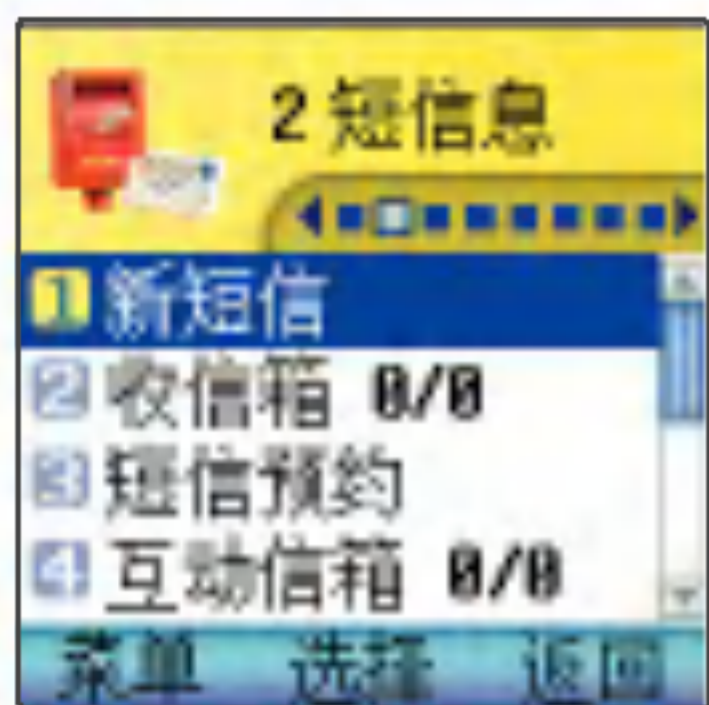 2 短信息
1 新短信
2 收信箱 0/0
3 短信预约
4 互动信箱 0/0
菜单 选择 返回